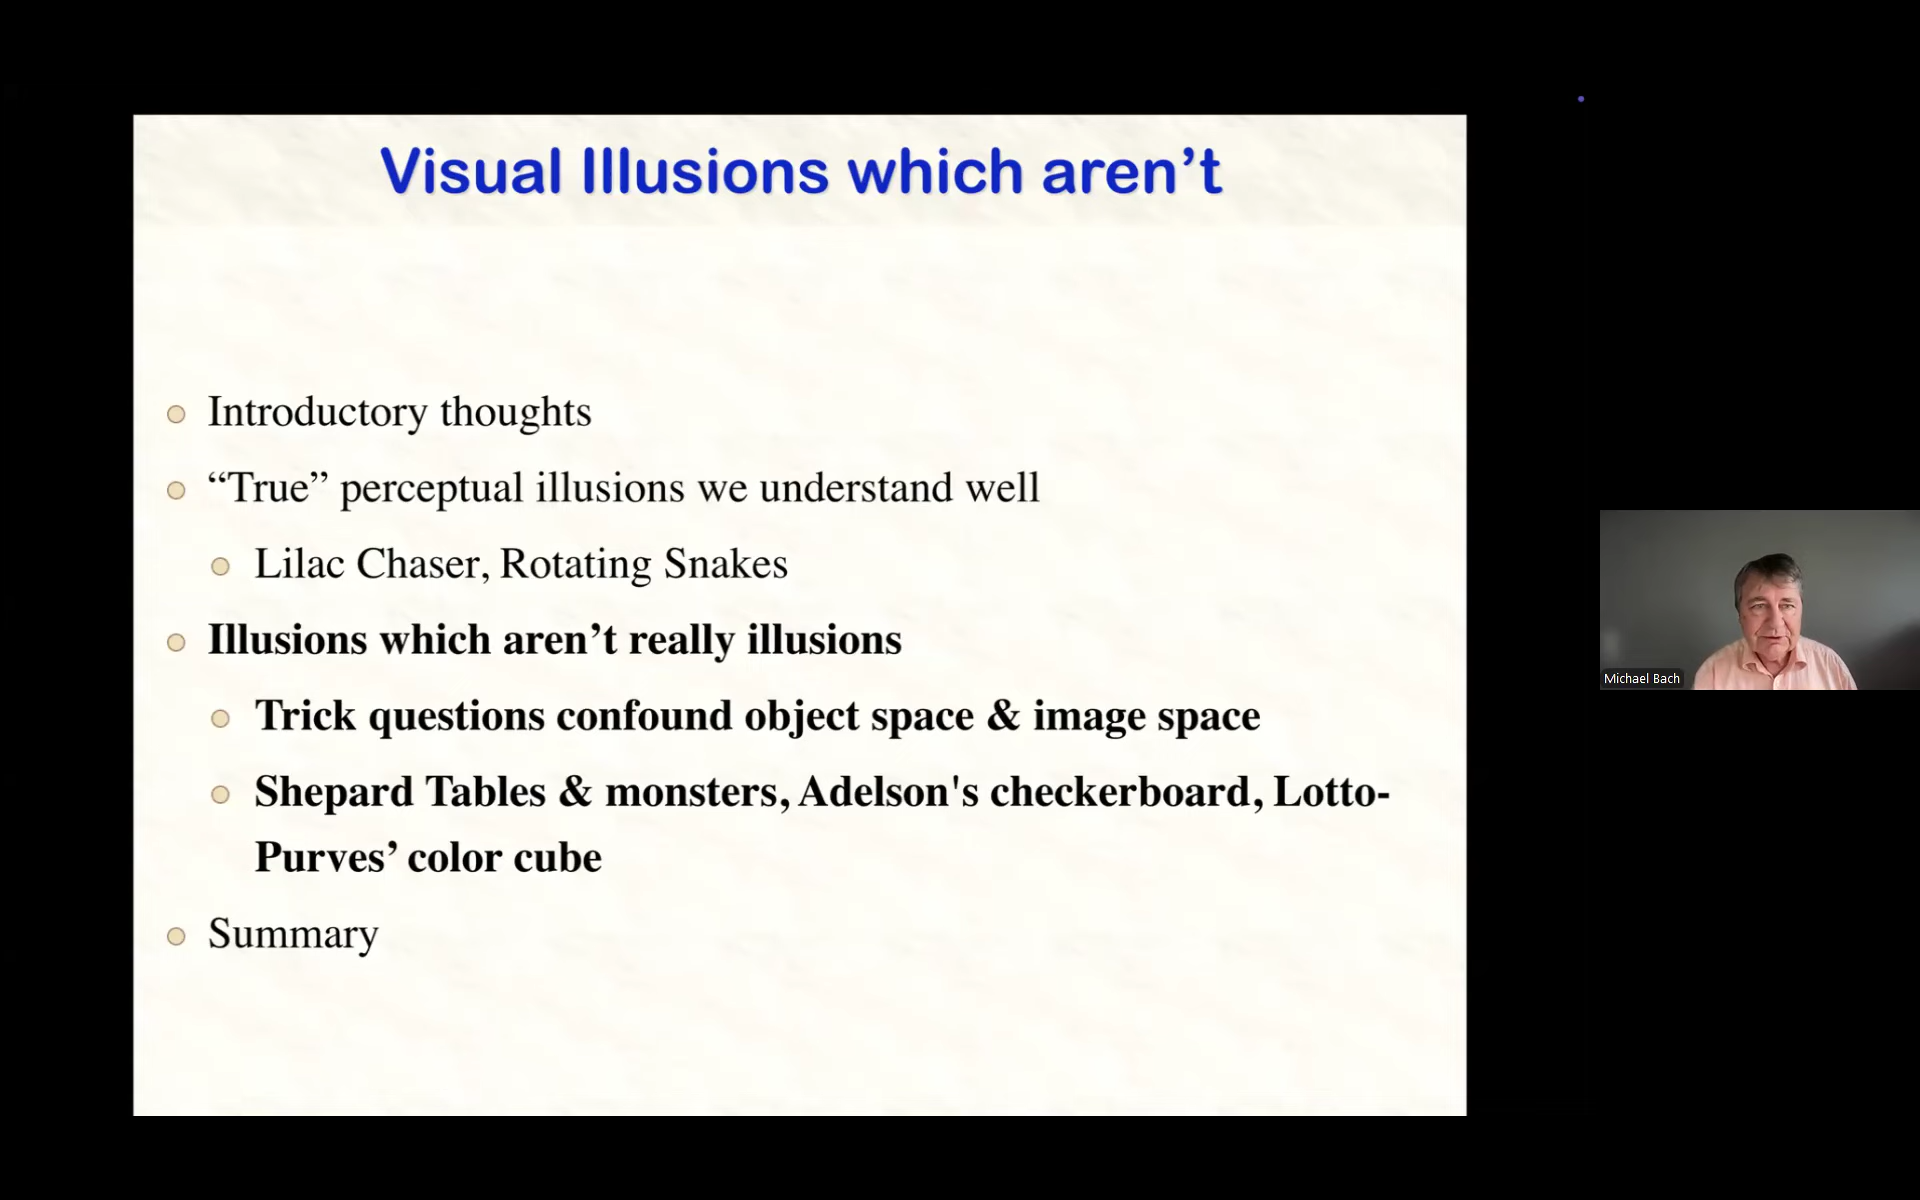 Visual Illusions which aren’t
Introductory thoughts
“True” perceptual illusions we understand well
Lilac Chaser, Rotating Snakes
Illusions which aren’t really illusions
Trick questions confound object space & image space
Shepard Tables & monsters, Adelson's checkerboard, Lotto-
Purves’ color cube
Summary
Michael Bach